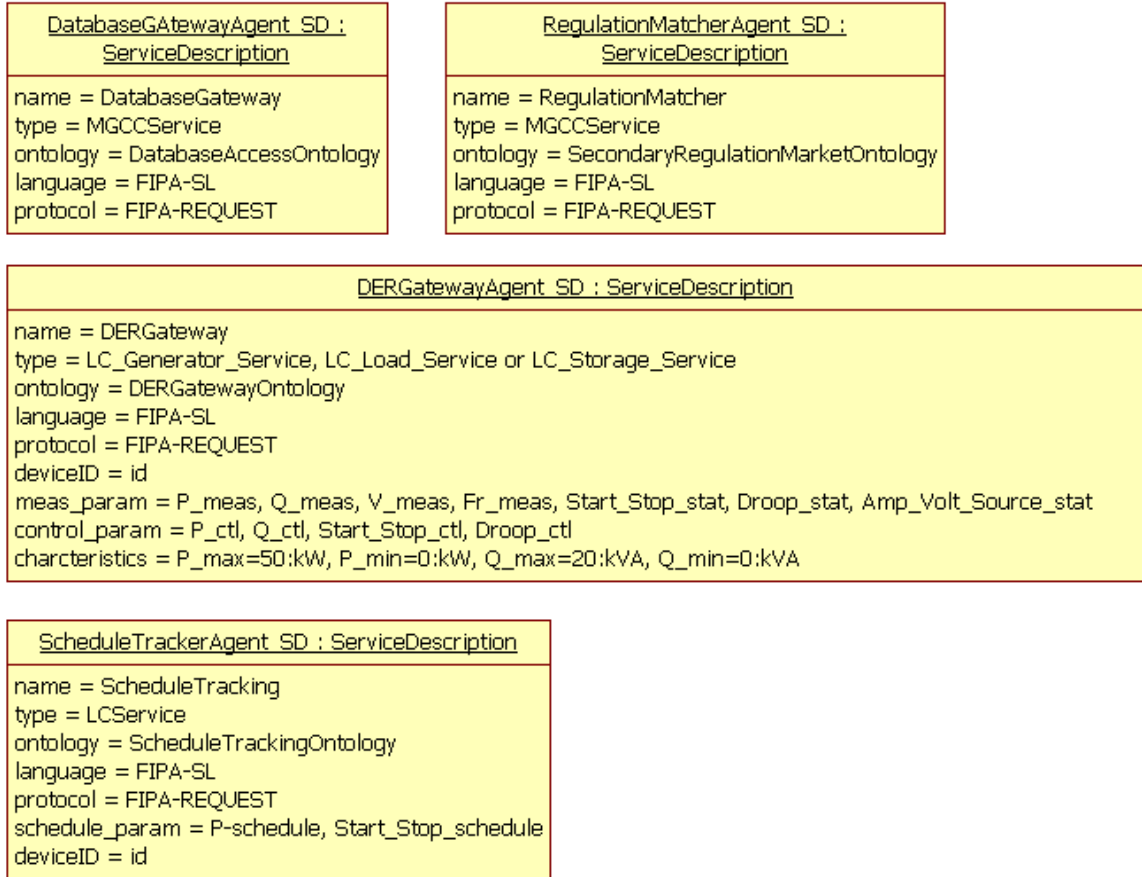 DatabaseGAtewayAgent SD :
ServiceDescription
name = DatabaseGateway
type = MGCCService
ontology = DatabaseAccessOntology
language = FIPA-SL
protocol = FIPA-REQUEST
RegulationMatcherAgent SD :
ServiceDescription
name = RegulationMatcher
type = MGCCService
ontology = SecondaryRegulationMarketOntology
language = FIPA-SL
protocol = FIPA-REQUEST
DERGatewayAgent SD : ServiceDescription
name = DERGateway
type = LC_Generator_Service, LC_Load_Service or LC_Storage_Service
ontology = DERGatewayOntology
language = FIPA-SL
protocol = FIPA-REQUEST
deviceID = id
meas_param = P_meas, Q_meas, V_meas, Fr_meas, Start_Stop_stat, Droop_stat, Amp_Volt_Source_stat
control_param = P_ctl, Q_ctl, Start_Stop_ctl, Droop_ctl
charcteristics = P_max=50:kW, P_min=0:kW, Q_max=20:kVA, Q_min=0:kVA
ScheduleTrackerAgent SD : ServiceDescription
name = ScheduleTracking
type = LCService
ontology = ScheduleTrackingOntology
language = FIPA-SL
protocol = FIPA-REQUEST
schedule_param = P-schedule, Start_Stop_schedule
deviceID = id